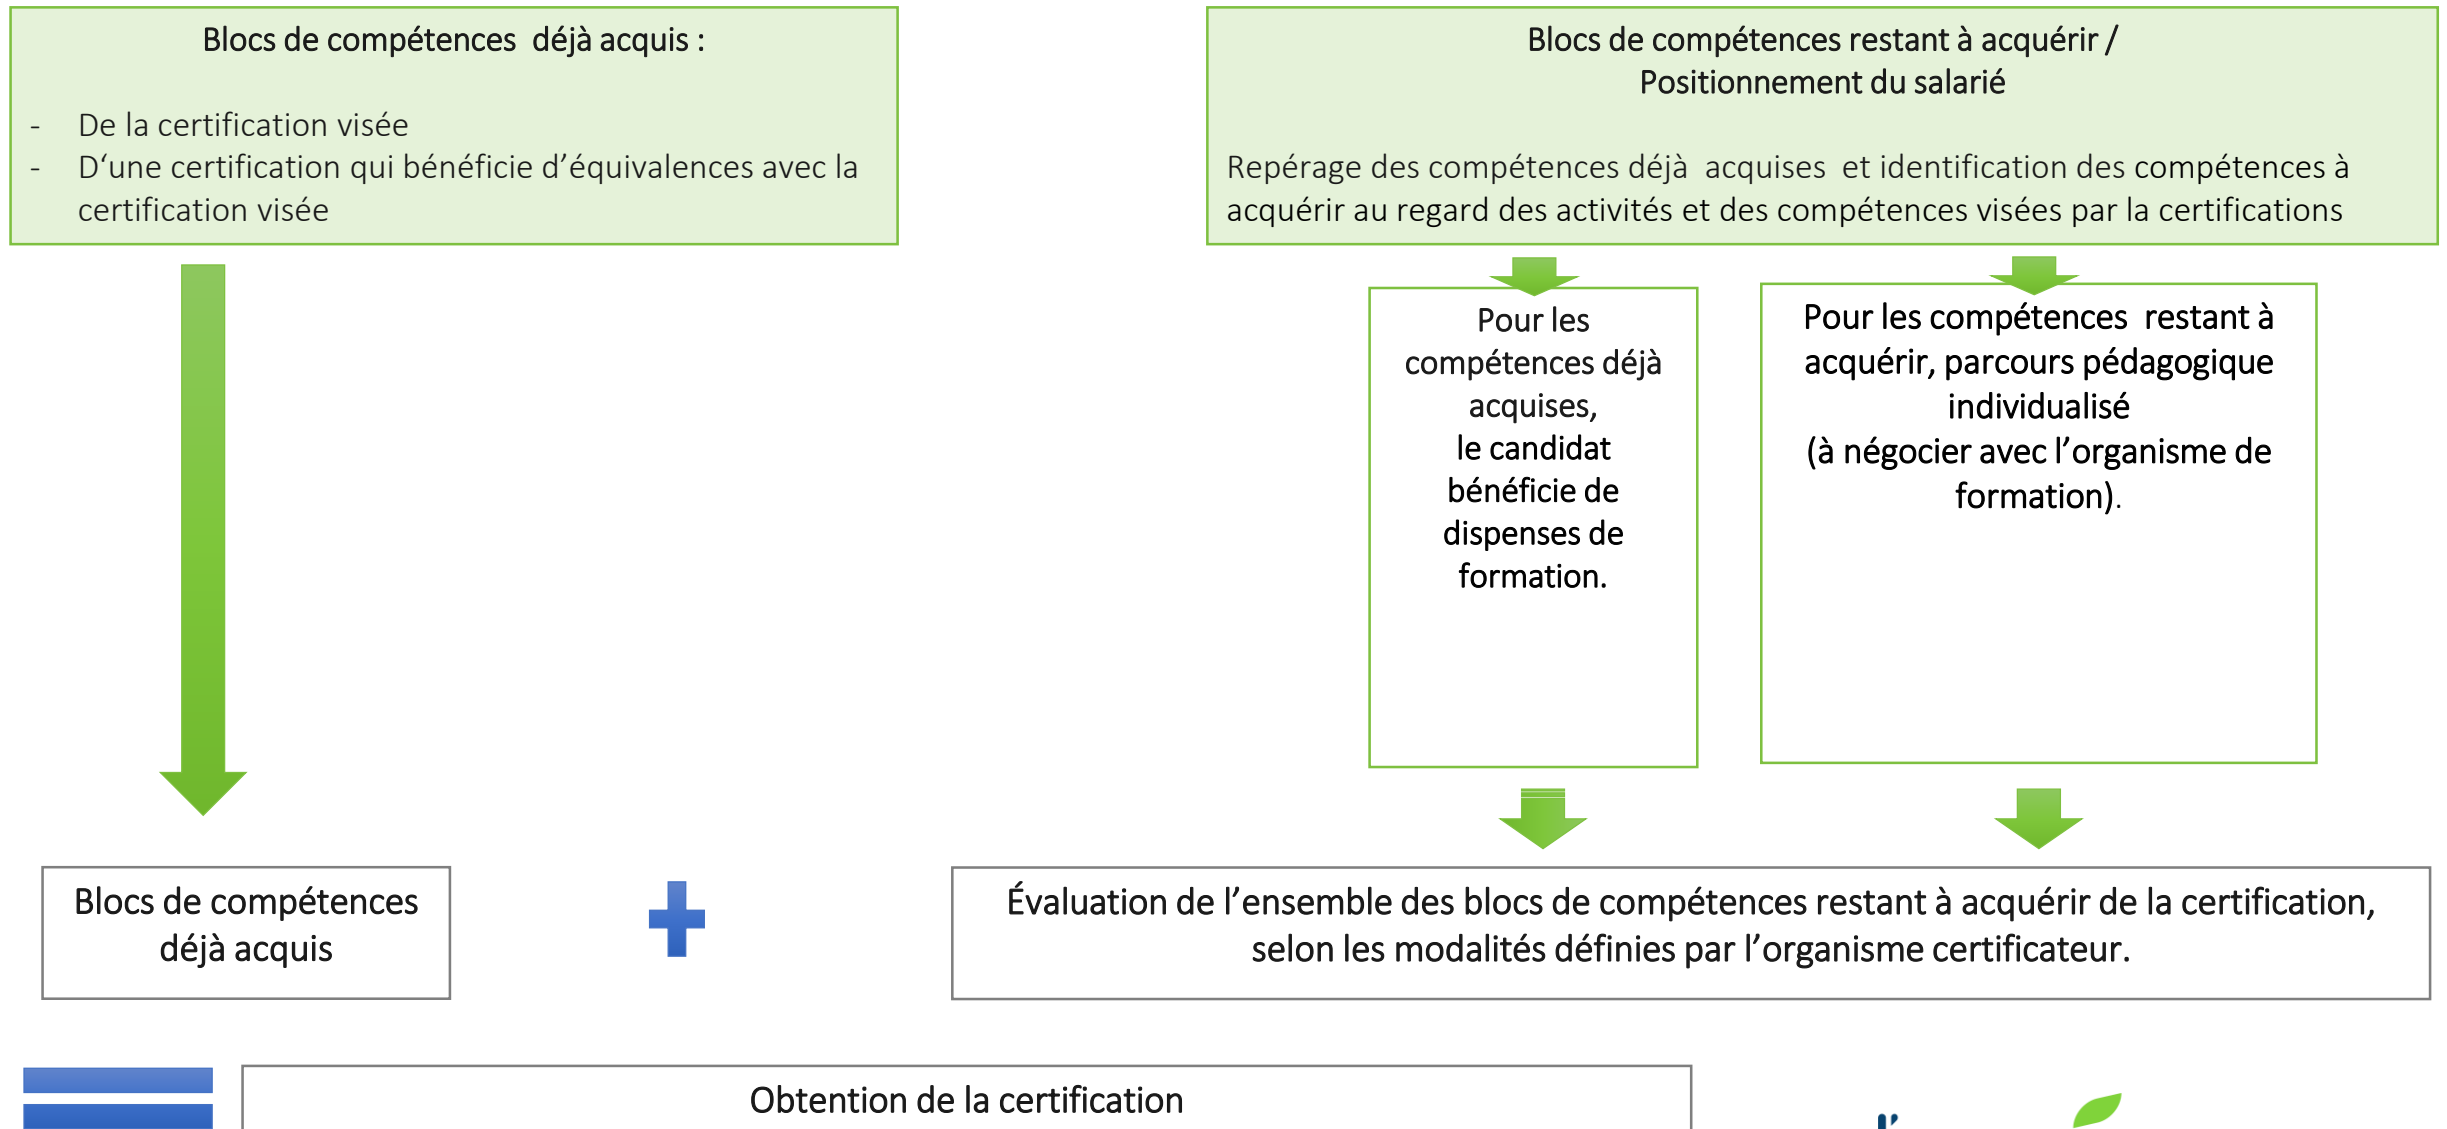 Blocs de compétences déjà acquis :
- De la certification visée
- D‘une certification qui bénéficie d’équivalences avec la
certification visée
Blocs de compétences restant à acquérir /
Positionnement du salarié
Repérage des compétences déjà acquises et identification des compétences à
acquérir au regard des activités et des compétences visées par la certifications
Pour les
compétences déjà
acquises,
le candidat
bénéficie de
dispenses de
formation.
Pour les compétences restant à
acquérir, parcours pédagogique
individualisé
(à négocier avec l’organisme de
formation).
Blocs de compétences
déjà acquis
Évaluation de l’ensemble des blocs de compétences restant à acquérir de la certification,
selon les modalités définies par l’organisme certificateur.
Obtention de la certification